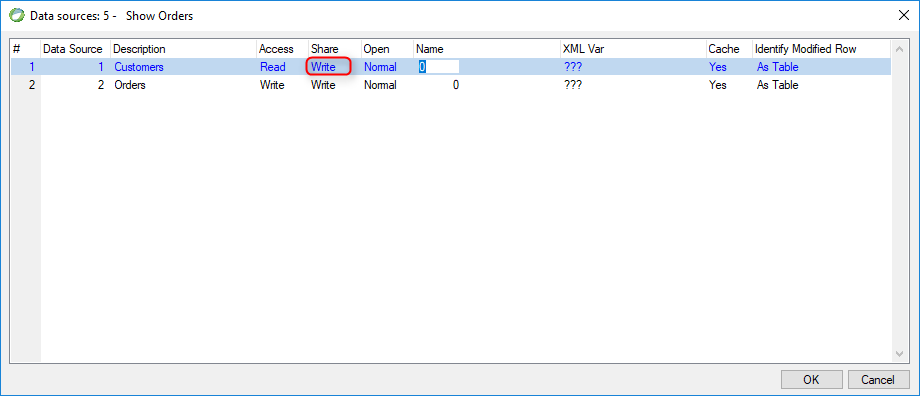 Data sources: 5 -   Show Orders
# Data Source Description Access Share Open Name XML Var Cache Identify Modified Row
1 1 Customers Read Write Normal 0 ??? Yes As Table
2 2 Orders Write Write Normal 0 ??? Yes As Table
OK Cancel